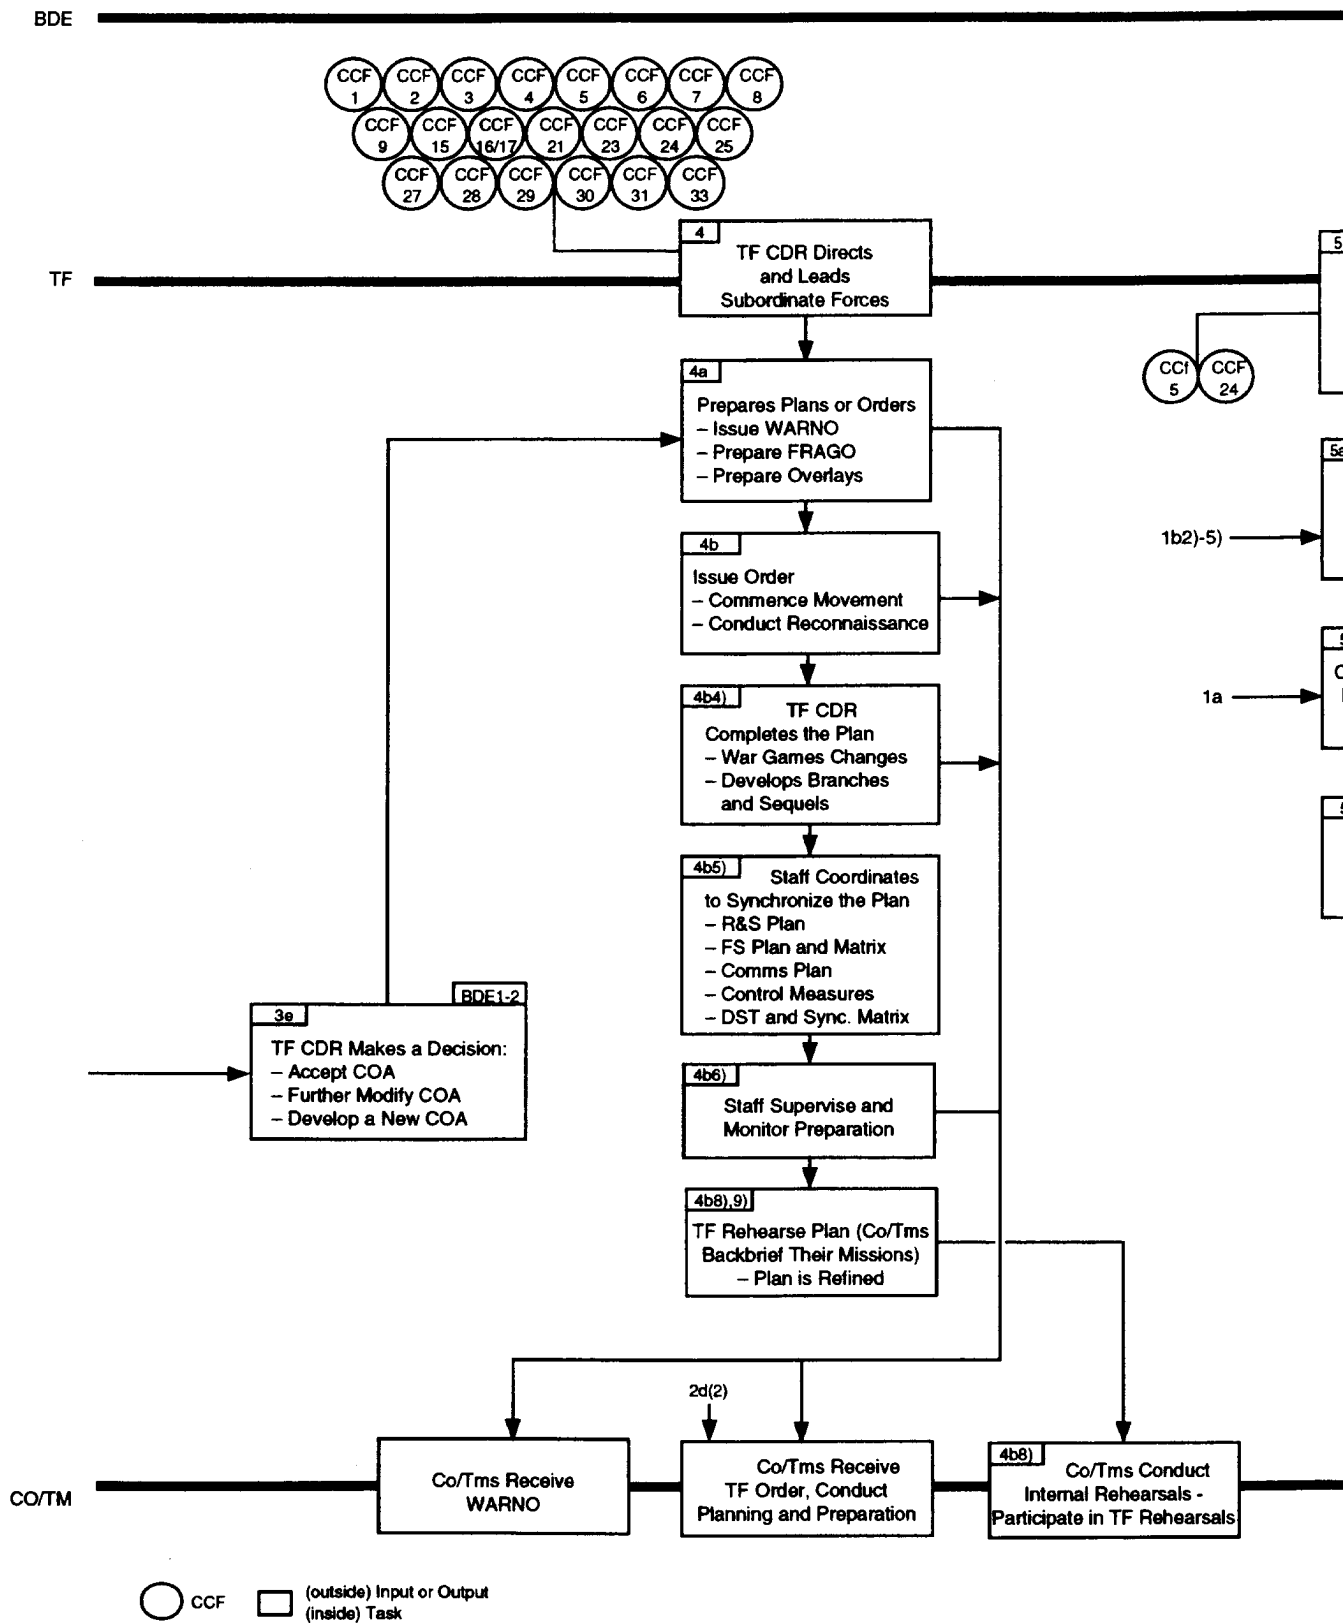 BDE
CCF 1
CCF 2
CCF 3
CCF 4
CCF 5
CCF 6
CCF 7
CCF 8
CCF 9
CCF 15
CCF 16/17
CCF 21
CCF 23
CCF 24
CCF 25
CCF 27
CCF 28
CCF 29
CCF 30
CCF 31
CCF 33
TF
4
TF CDR Directs
and Leads
Subordinate Forces
5
CCf 5
CCF 24
4a
Prepares Plans or Orders
– Issue WARNO
– Prepare FRAGO
– Prepare Overlays
5a
1b2)-5)
4b
Issue Order
– Commence Movement
– Conduct Reconnaissance
5
C
1a
4b4)
TF CDR
Completes the Plan
– War Games Changes
– Develops Branches
and Sequels
5
4b5)
Staff Coordinates
to Synchronize the Plan
– R&S Plan
– FS Plan and Matrix
– Comms Plan
– Control Measures
– DST and Sync. Matrix
BDE1-2
3e
TF CDR Makes a Decision:
– Accept COA
– Further Modify COA
– Develop a New COA
4b6)
Staff Supervise and
Monitor Preparation
4b8),9)
TF Rehearse Plan (Co/Tms
Backbrief Their Missions)
– Plan is Refined
2d(2)
CO/TM
Co/Tms Receive
WARNO
Co/Tms Receive
TF Order, Conduct
Planning and Preparation
4b8)
Co/Tms Conduct
Internal Rehearsals -
Participate in TF Rehearsals
CCF
(outside) Input or Output
(inside) Task